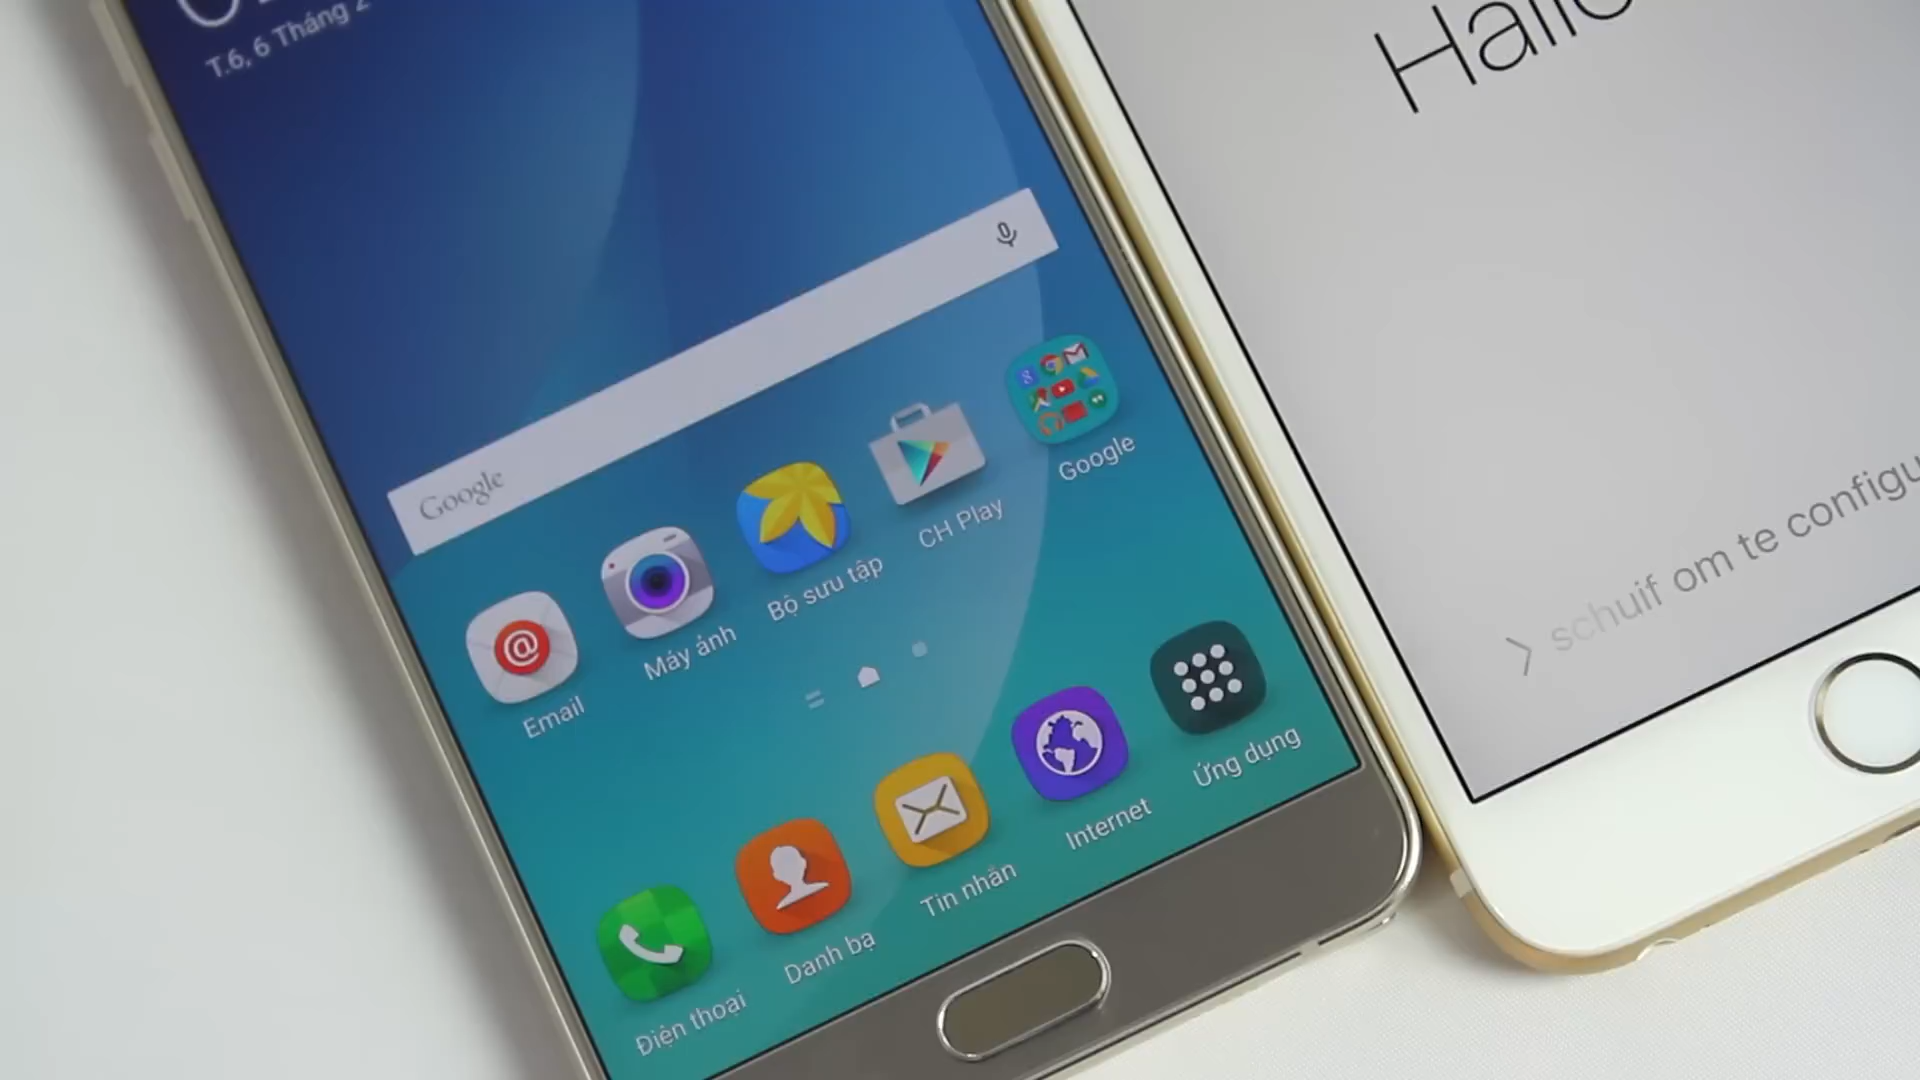 T.6, 6 Tháng 2
Google
Email
Máy ảnh
Bộ sưu tập
CH Play
Google
Điện thoại
Danh bạ
Tin nhắn
Internet
Ứng dụng
Hallo
schuif om te configu